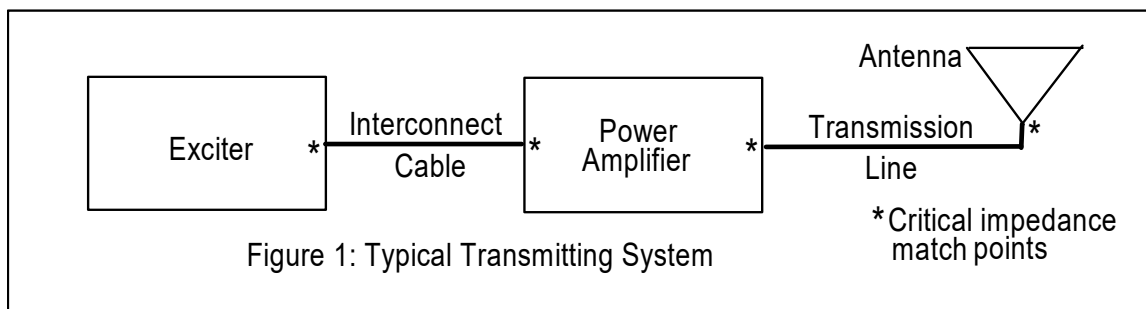 Exciter
*
Interconnect
Cable
*
Power
Amplifier
*
Transmission
Line
Antenna
*
* Critical impedance
match points
Figure 1: Typical Transmitting System